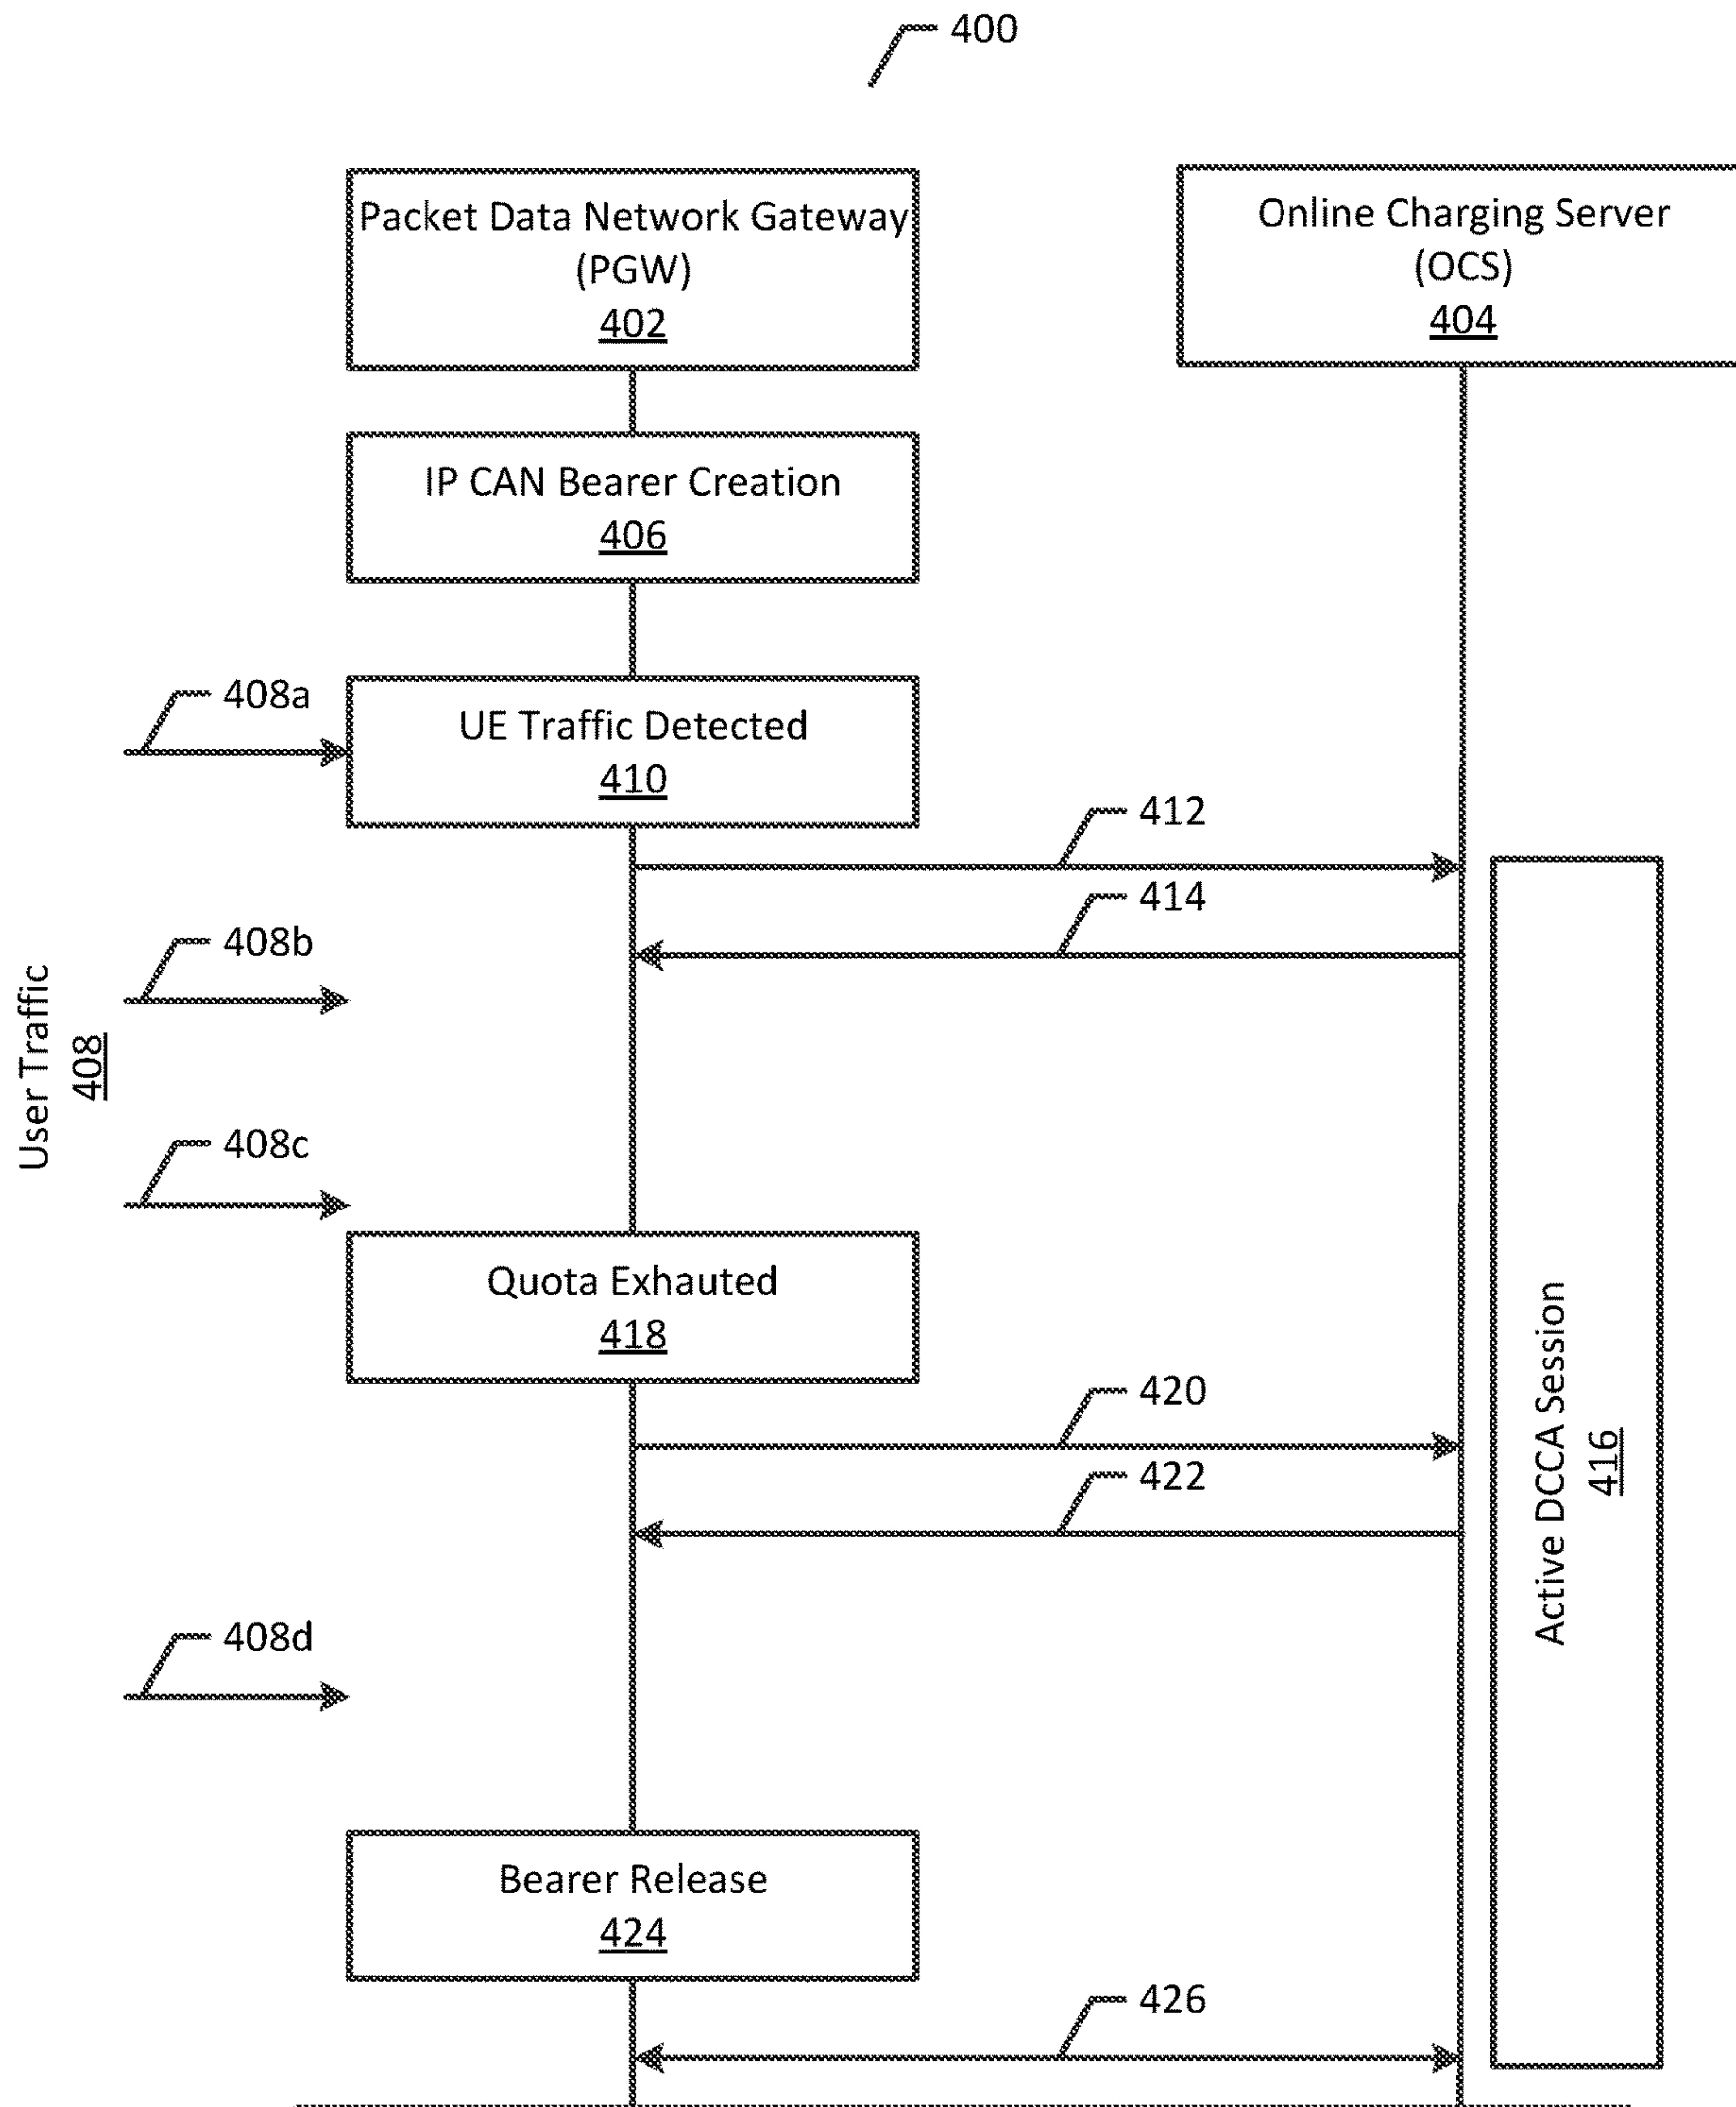 400
Packet Data Network Gateway
(PGW)
402
Online Charging Server
(OCS)
404
IP CAN Bearer Creation
406
408a
UE Traffic Detected
410
412
414
408b
User Traffic
408
408c
Quota Exhauted
418
420
422
Active DCCA Session
416
408d
Bearer Release
424
426